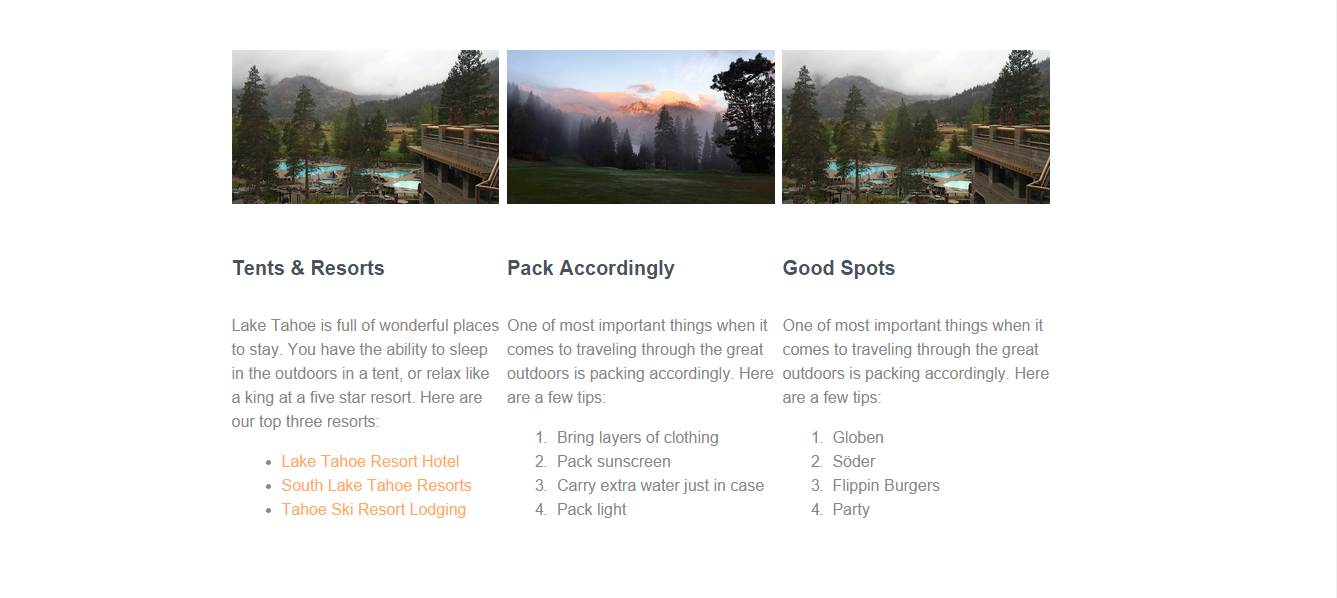 Tents & Resorts
Lake Tahoe is full of wonderful places
to stay. You have the ability to sleep
in the outdoors in a tent, or relax like
a king at a five star resort. Here are
our top three resorts:
• Lake Tahoe Resort Hotel
• South Lake Tahoe Resorts
• Tahoe Ski Resort Lodging
Pack Accordingly
One of most important things when it
comes to traveling through the great
outdoors is packing accordingly. Here
are a few tips:
1. Bring layers of clothing
2. Pack sunscreen
3. Carry extra water just in case
4. Pack light
Good Spots
One of most important things when it
comes to traveling through the great
outdoors is packing accordingly. Here
are a few tips:
1. Globen
2. Söder
3. Flippin Burgers
4. Party